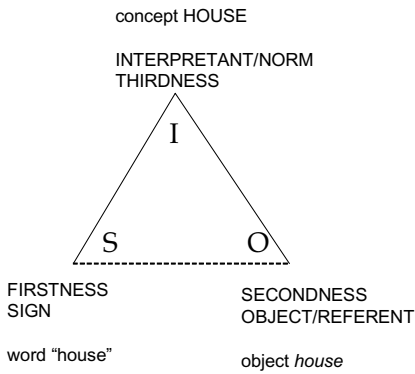 concept HOUSE
INTERPRETANT/NORM
THIRDNESS
I
S
O
FIRSTNESS
SIGN
word “house”
SECONDNESS
OBJECT/REFERENT
object house